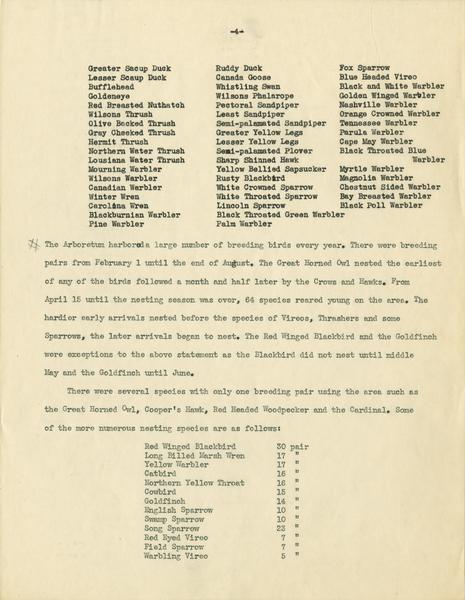 -4-
Greater Sacup Duck Ruddy Duck Fox Sparrow
Lesser Scaup Duck Canada Goose Blue Headed Vireo
Bufflehead Whistling Swan Black and White Warbler
Goldeneye Wilsons Phalarope Golden Winged Warbler
Red Breasted Nuthatch Pectoral Sandpiper Nashville Warbler
Wilsons Thrush Least Sandpiper Orange Crowned Warbler
Olive Backed Thrush Semi-palamated Sandpiper Tennessee Warbler
Gray Cheeked Thrush Greater Yellow Legs Parula Warbler
Hermit Thrush Lesser Yellow Legs Cape May Warbler
Northern Water Thrush Semi-palamated Plover Black Throated Blue
Lousiana Water Thrush Sharp Shinned Hawk Warbler
Mourning Warbler Yellow Bellied Sapsucker Myrtle Warbler
Wilsons Warbler Rusty Blackbird Magnolia Warbler
Canadian Warbler White Crowned Sparrow Chestnut Sided Warbler
Winter Wren White Throated Sparrow Bay Breasted Warbler
Carolina Wren Lincoln Sparrow Black Poll Warbler
Blackburnian Warbler Black Throated Green Warbler
Pine Warbler Palm Warbler
The Arboretum harbored a large number of breeding birds every year. There were breeding
pairs from February 1 until the end of August. The Great Horned Owl nested the earliest
of any of the birds followed a month and half later by the Crows and Hawks. From
April 15 until the nesting season was over, 64 species reared young on the area. The
hardier early arrivals nested before the species of Vireos, Thrashers and some
Sparrows, the later arrivals began to nest. The Red Winged Blackbird and the Goldfinch
were exceptions to the above statement as the Blackbird did not nest until middle
May and the Goldfinch until June.
There were several species with only one breeding pair using the area such as
the Great Horned Owl, Cooper's Hawk, Red Headed Woodpecker and the Cardinal. Some
of the more numerous nesting species are as follows:
Red Winged Blackbird 30 pair
Long Billed Marsh Wren 17 "
Yellow Warbler 17 "
Catbird 16 "
Northern Yellow Throat 16 "
Cowbird 15 "
Goldfinch 14 "
English Sparrow 10 "
Swamp Sparrow 10 "
Song Sparrow 23 "
Red Eyed Vireo 7 "
Field Sparrow 7 "
Warbling Vireo 5 "